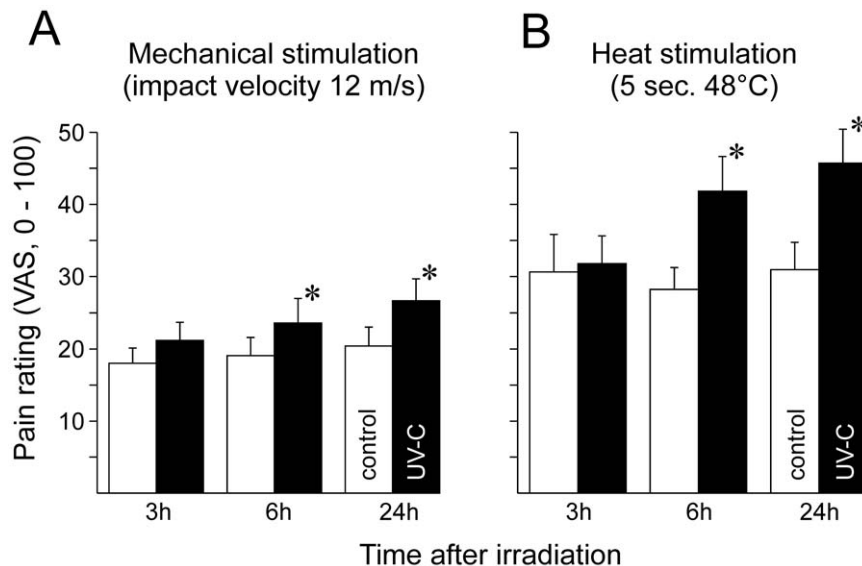 A
Mechanical stimulation
(impact velocity 12 m/s)
B
Heat stimulation
(5 sec. 48°C)
Pain rating (VAS, 0 - 100)
50
40
30
20
10
*
*
*
*
control
UV-C
control
UV-C
3h
6h
24h
3h
6h
24h
Time after irradiation